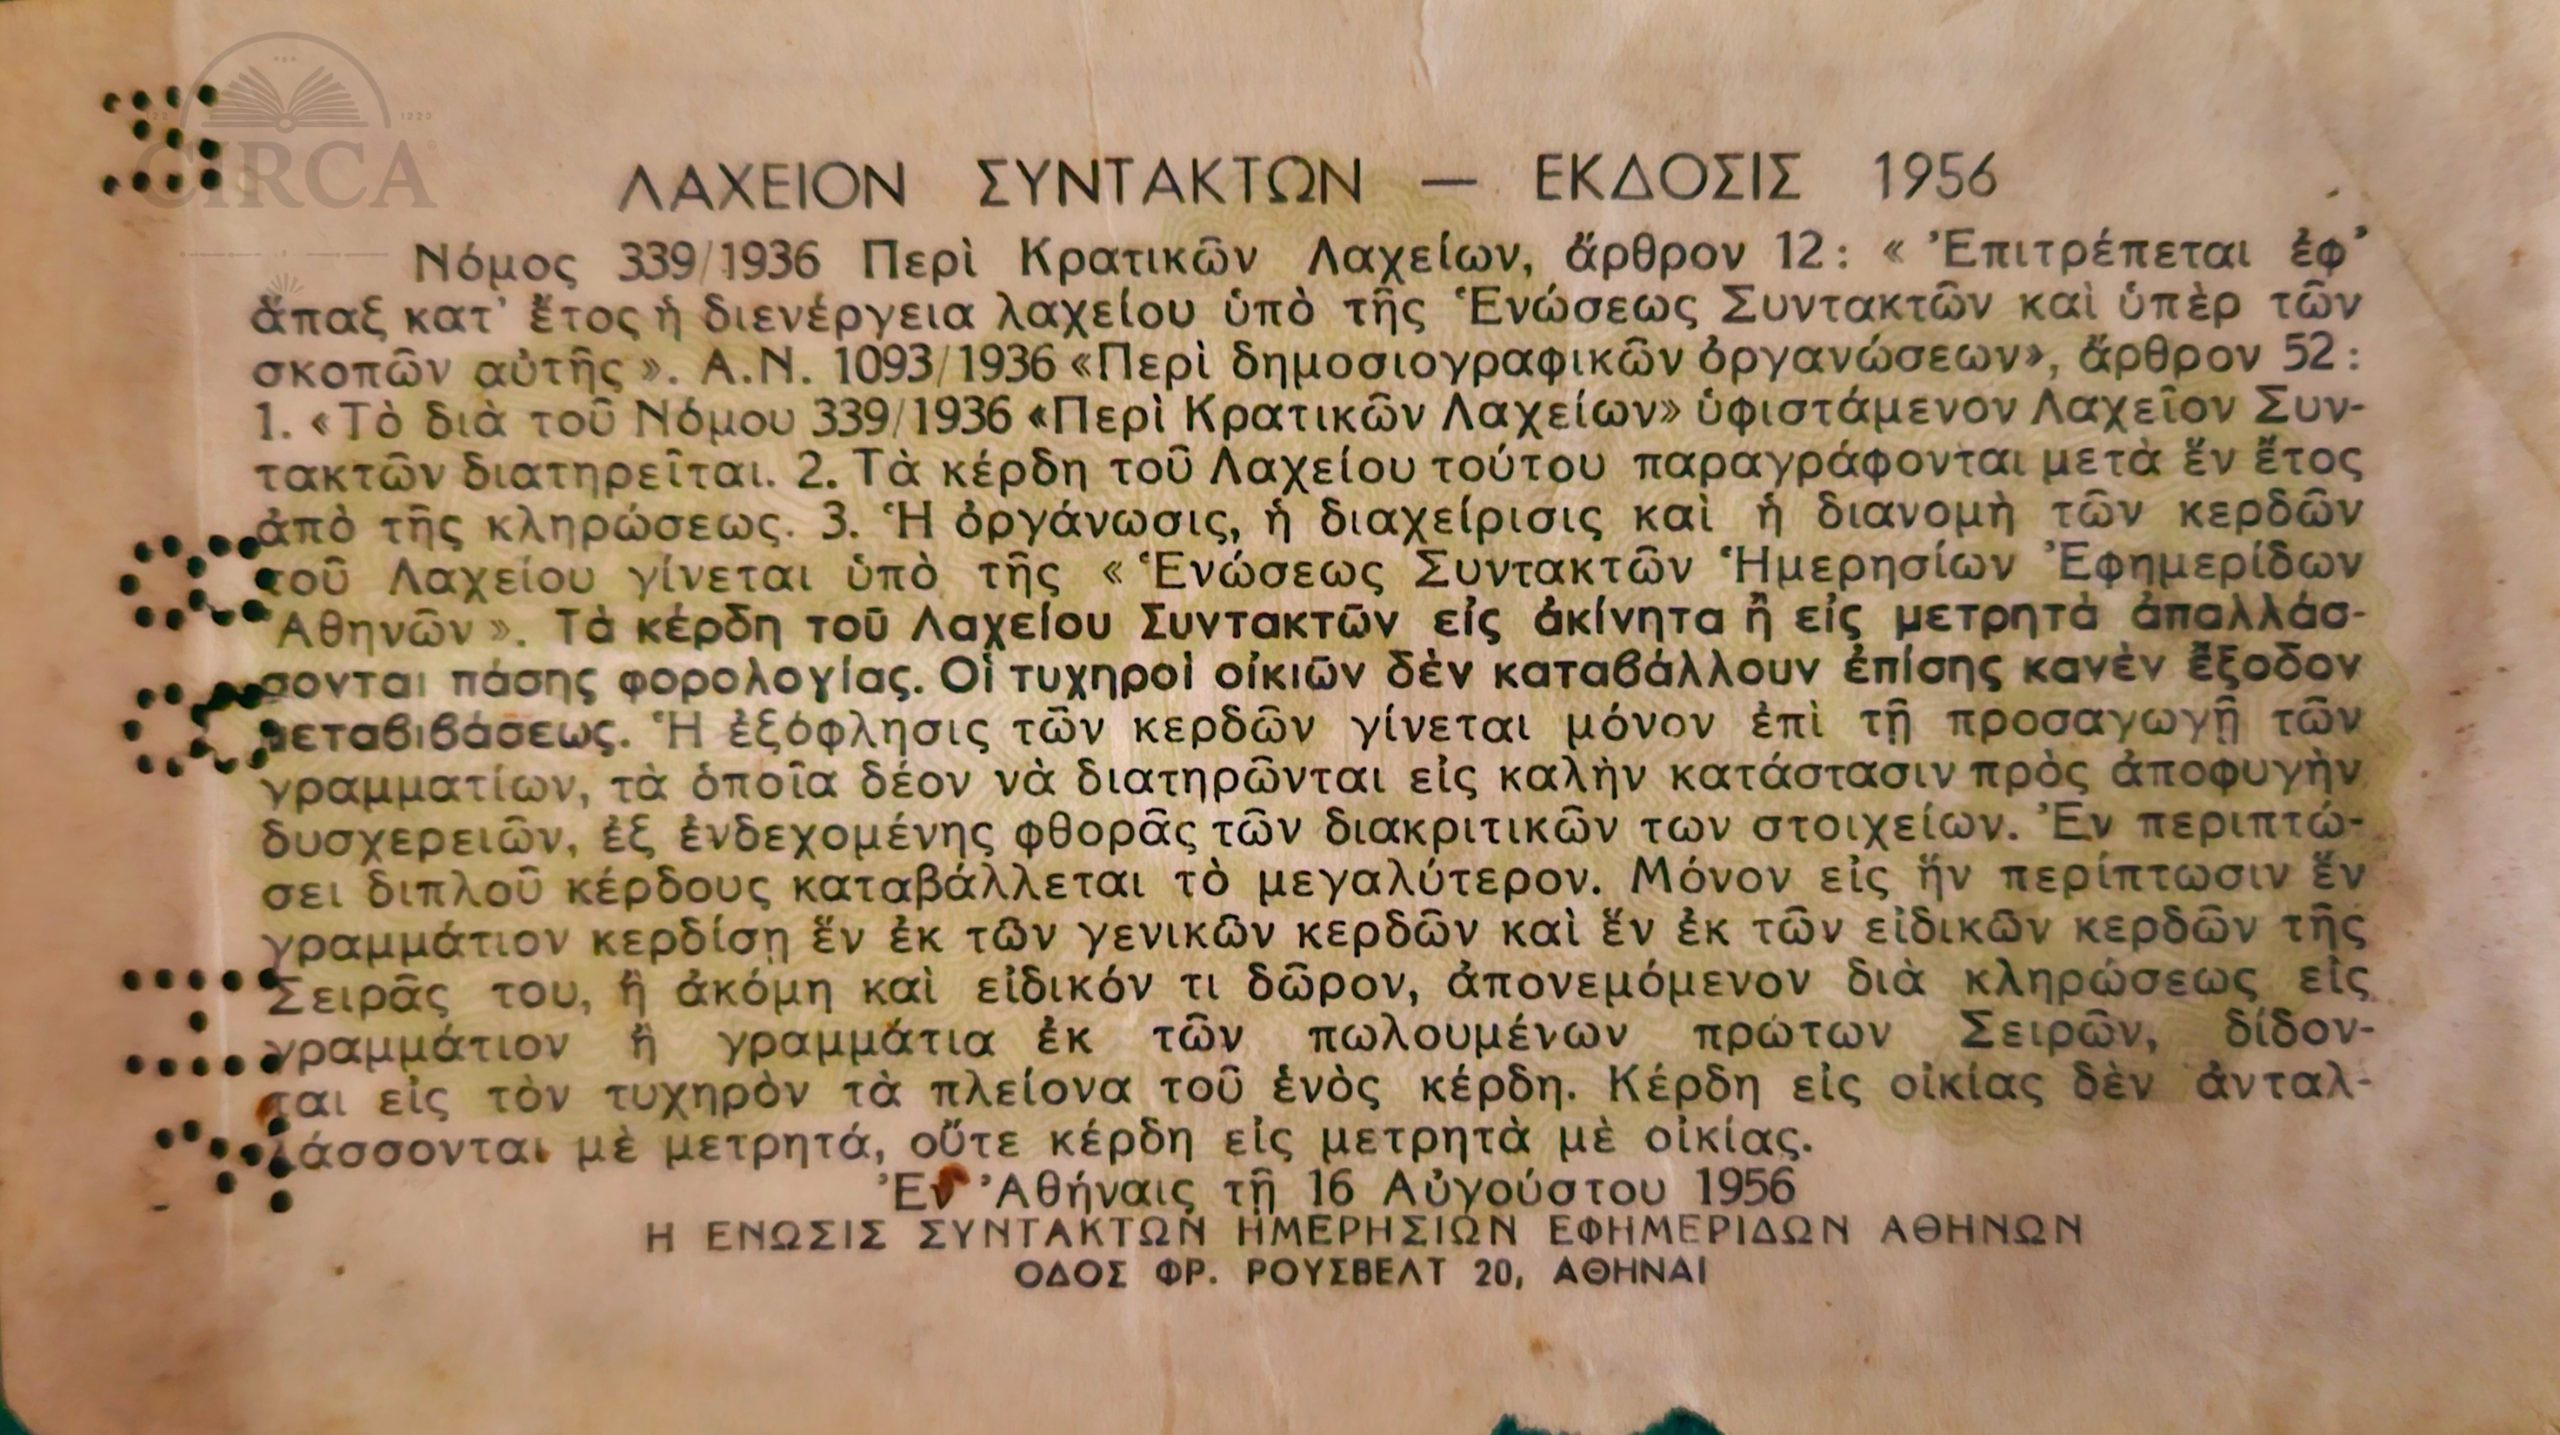 CIRCA
ΛΑΧΕΙΟΝ ΣΥΝΤΑΚΤΩΝ — ΕΚΔΟΣΙΣ 1956
Νόμος 339/1936 Περὶ Κρατικῶν Λαχείων, ἄρθρον 12: « Ἐπιτρέπεται ἐφ᾽
ἅπαξ κατ᾽ ἔτος ἡ διενέργεια λαχείου ὑπὸ τῆς Ἑνώσεως Συντακτῶν καὶ ὑπὲρ τῶν
σκοπῶν αὐτῆς ». Α.Ν. 1093/1936 «Περὶ δημοσιογραφικῶν ὀργανώσεων», ἄρθρον 52:
1. «Τὸ διὰ τοῦ Νόμου 339/1936 «Περὶ Κρατικῶν Λαχείων» ὑφιστάμενον Λαχεῖον Συν-
τακτῶν διατηρεῖται. 2. Τὰ κέρδη τοῦ Λαχείου τούτου παραγράφονται μετὰ ἓν ἔτος
ἀπὸ τῆς κληρώσεως. 3. Ἡ ὀργάνωσις, ἡ διαχείρισις καὶ ἡ διανομὴ τῶν κερδῶν
τοῦ Λαχείου γίνεται ὑπὸ τῆς « Ἑνώσεως Συντακτῶν Ἡμερησίων Ἐφημερίδων
Ἀθηνῶν ». Τὰ κέρδη τοῦ Λαχείου Συντακτῶν εἰς ἀκίνητα ἢ εἰς μετρητὰ ἀπαλλάσ-
σονται πάσης φορολογίας. Οἱ τυχηροὶ οἰκιῶν δὲν καταβάλλουν ἐπίσης κανὲν ἔξοδον
μεταβιβάσεως. Ἡ ἐξόφλησις τῶν κερδῶν γίνεται μόνον ἐπὶ τῇ προσαγωγῇ τῶν
γραμματίων, τὰ ὁποῖα δέον νὰ διατηρῶνται εἰς καλὴν κατάστασιν πρὸς ἀποφυγὴν
δυσχερειῶν, ἐξ ἐνδεχομένης φθορᾶς τῶν διακριτικῶν των στοιχείων. Ἐν περιπτώ-
σει διπλοῦ κέρδους καταβάλλεται τὸ μεγαλύτερον. Μόνον εἰς ἣν περίπτωσιν ἓν
γραμμάτιον κερδίσῃ ἓν ἐκ τῶν γενικῶν κερδῶν καὶ ἓν ἐκ τῶν εἰδικῶν κερδῶν τῆς
Σειρᾶς του, ἢ ἀκόμη καὶ εἰδικόν τι δῶρον, ἀπονεμόμενον διὰ κληρώσεως εἰς
γραμμάτιον ἢ γραμμάτια ἐκ τῶν πωλουμένων πρώτων Σειρῶν, δίδον-
ται εἰς τὸν τυχηρὸν τὰ πλείονα τοῦ ἑνὸς κέρδη. Κέρδη εἰς οἰκίας δὲν ἀνταλ-
λάσσονται μὲ μετρητά, οὔτε κέρδη εἰς μετρητὰ μὲ οἰκίας.
Ἐν Ἀθήναις τῇ 16 Αὐγούστου 1956
Η ΕΝΩΣΙΣ ΣΥΝΤΑΚΤΩΝ ΗΜΕΡΗΣΙΩΝ ΕΦΗΜΕΡΙΔΩΝ ΑΘΗΝΩΝ
ΟΔΟΣ ΦΡ. ΡΟΥΣΒΕΛΤ 20, ΑΘΗΝΑΙ